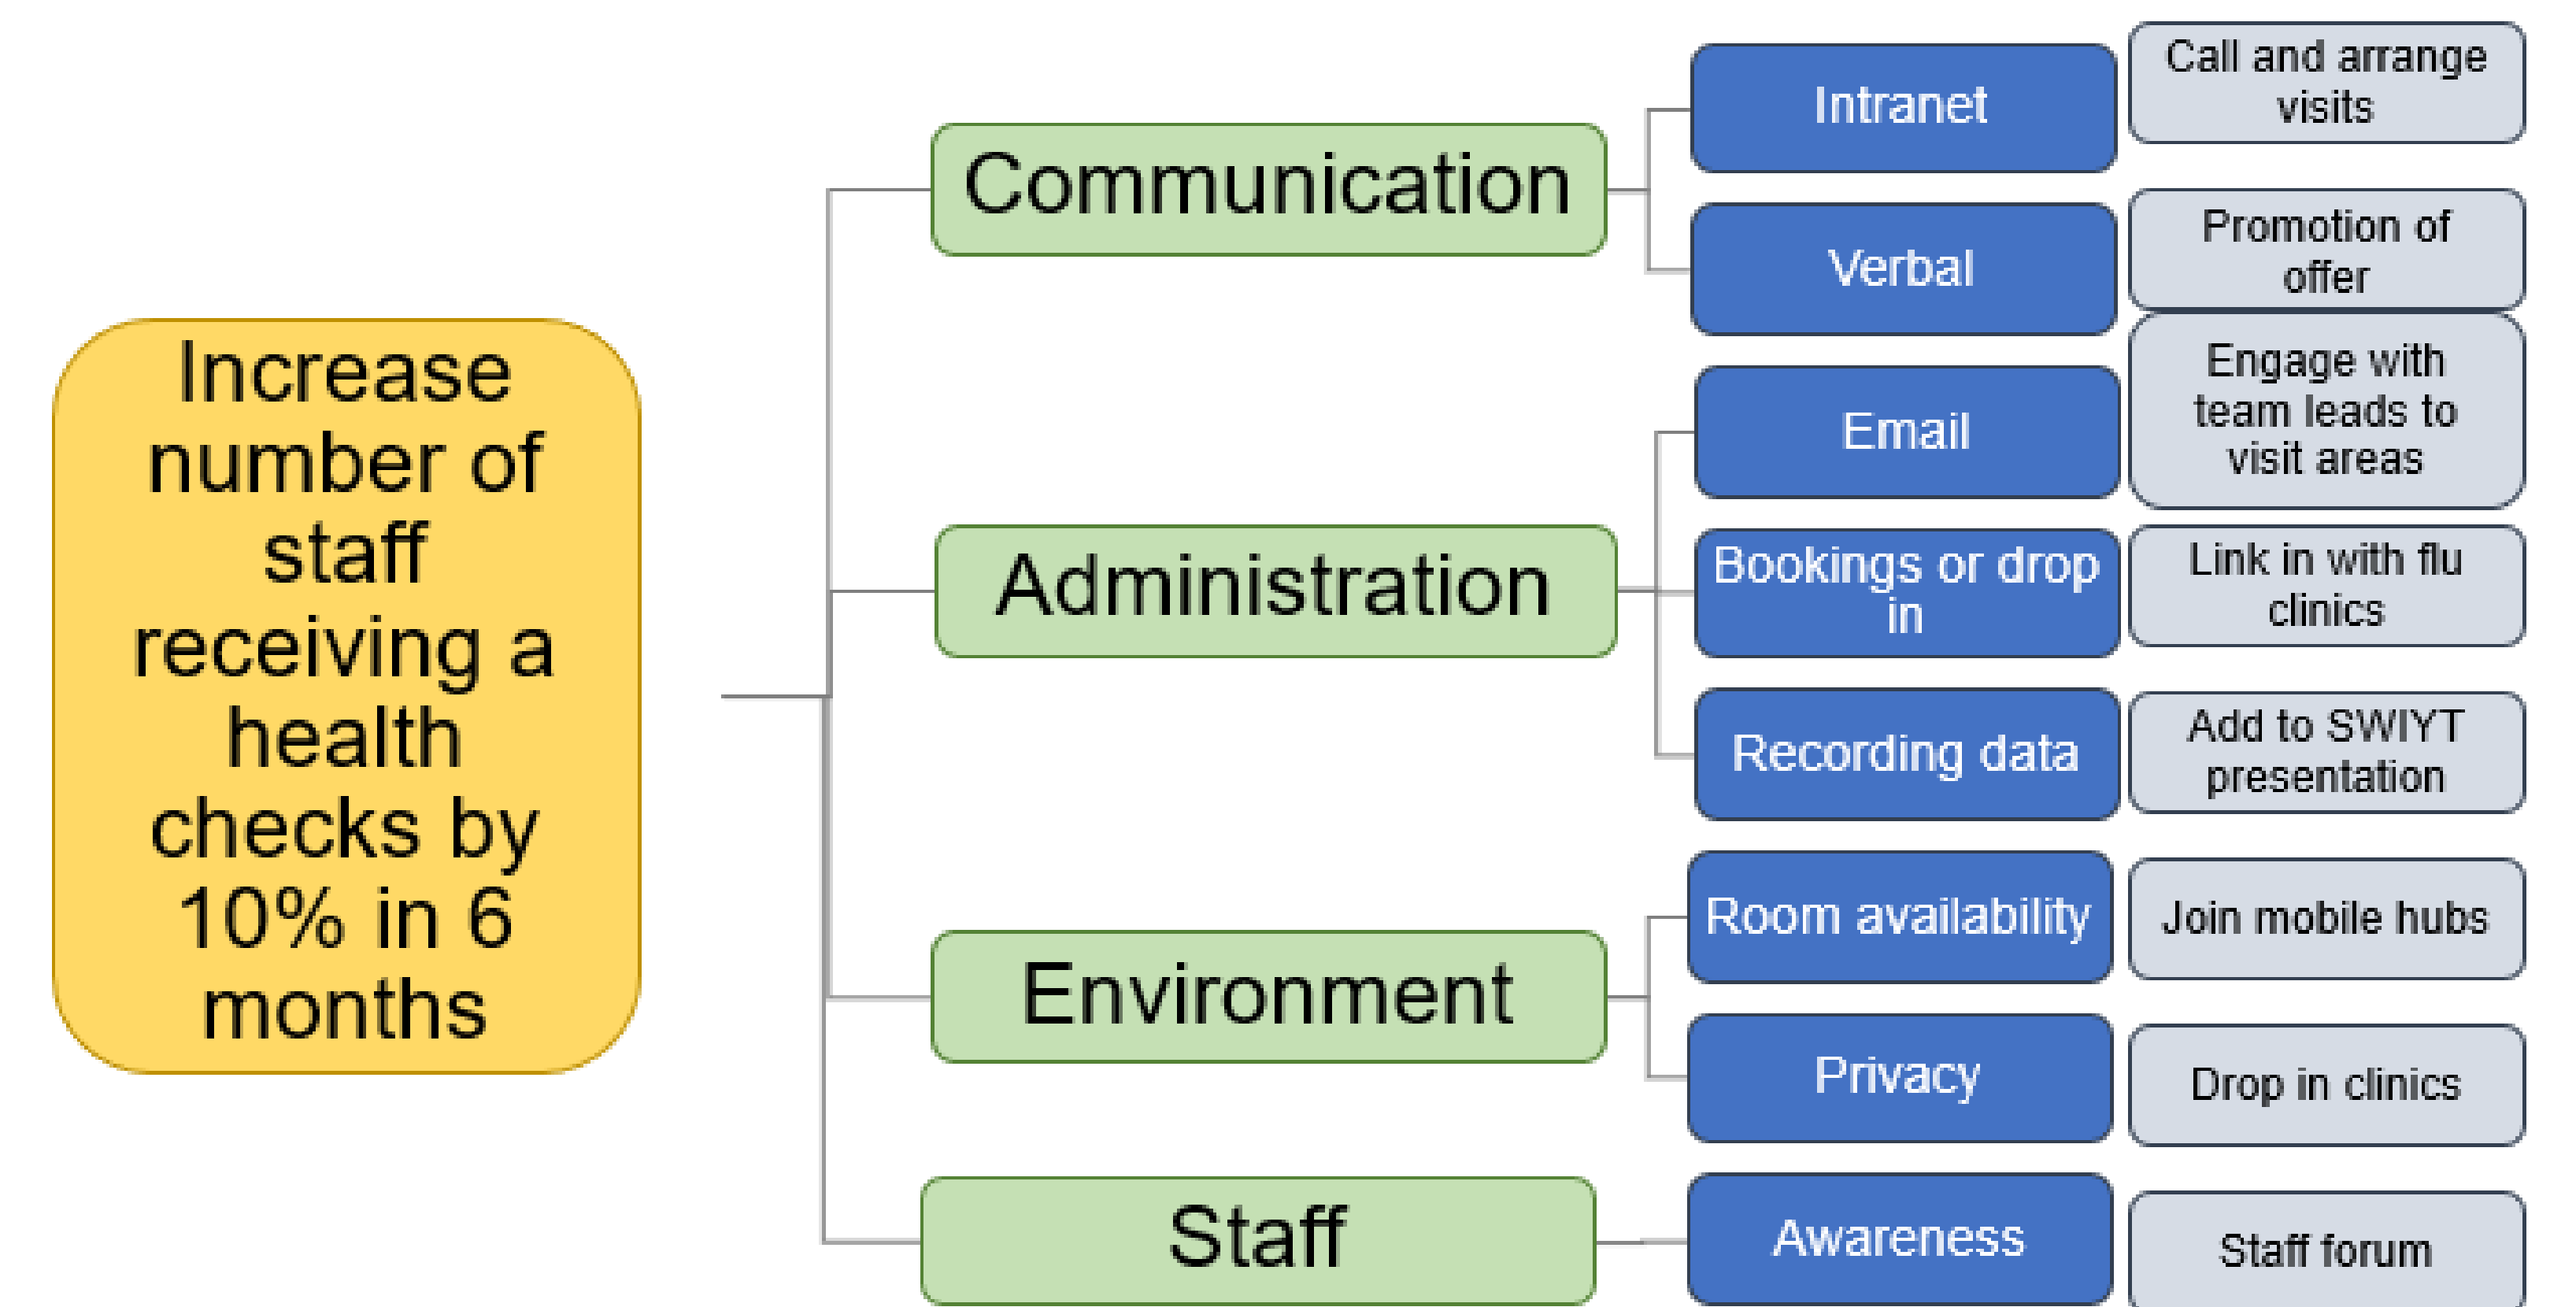 Increase
number of
staff
receiving a
health
checks by
10% in 6
months
Communication
Administration
Environment
Staff
Intranet
Verbal
Email
Bookings or drop
in
Recording data
Room availability
Privacy
Awareness
Call and arrange
visits
Promotion of
offer
Engage with
team leads to
visit areas
Link in with flu
clinics
Add to SWIYT
presentation
Join mobile hubs
Drop in clinics
Staff forum